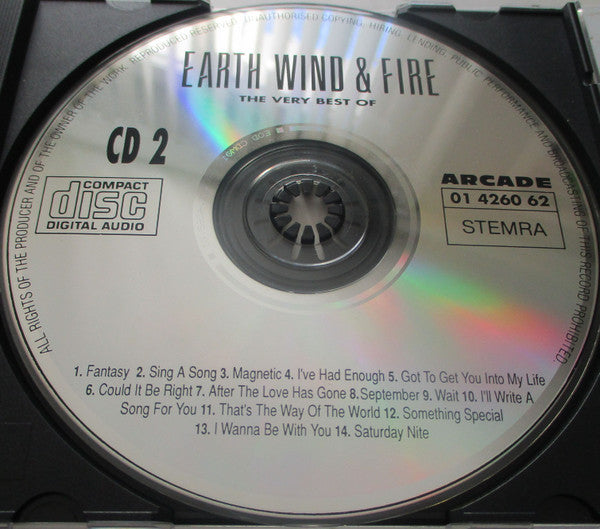 ALL RIGHTS OF THE PRODUCER AND OF THE OWNER OF THE WORK REPRODUCED RESERVED. UNAUTHORISED COPYING, HIRING, LENDING, PUBLIC PERFORMANCE AND BROADCASTING OF THIS RECORD PROHIBITED
EARTH WIND & FIRE
THE VERY BEST OF
CD 2
COMPACT
disc
DIGITAL AUDIO
ARCADE
01 4260 62
STEMRA
1. Fantasy 2. Sing A Song 3. Magnetic 4. I've Had Enough 5. Got To Get You Into My Life
6. Could It Be Right 7. After The Love Has Gone 8.September 9. Wait 10. I'll Write A
Song For You 11. That's The Way Of The World 12. Something Special
13. I Wanna Be With You 14. Saturday Nite